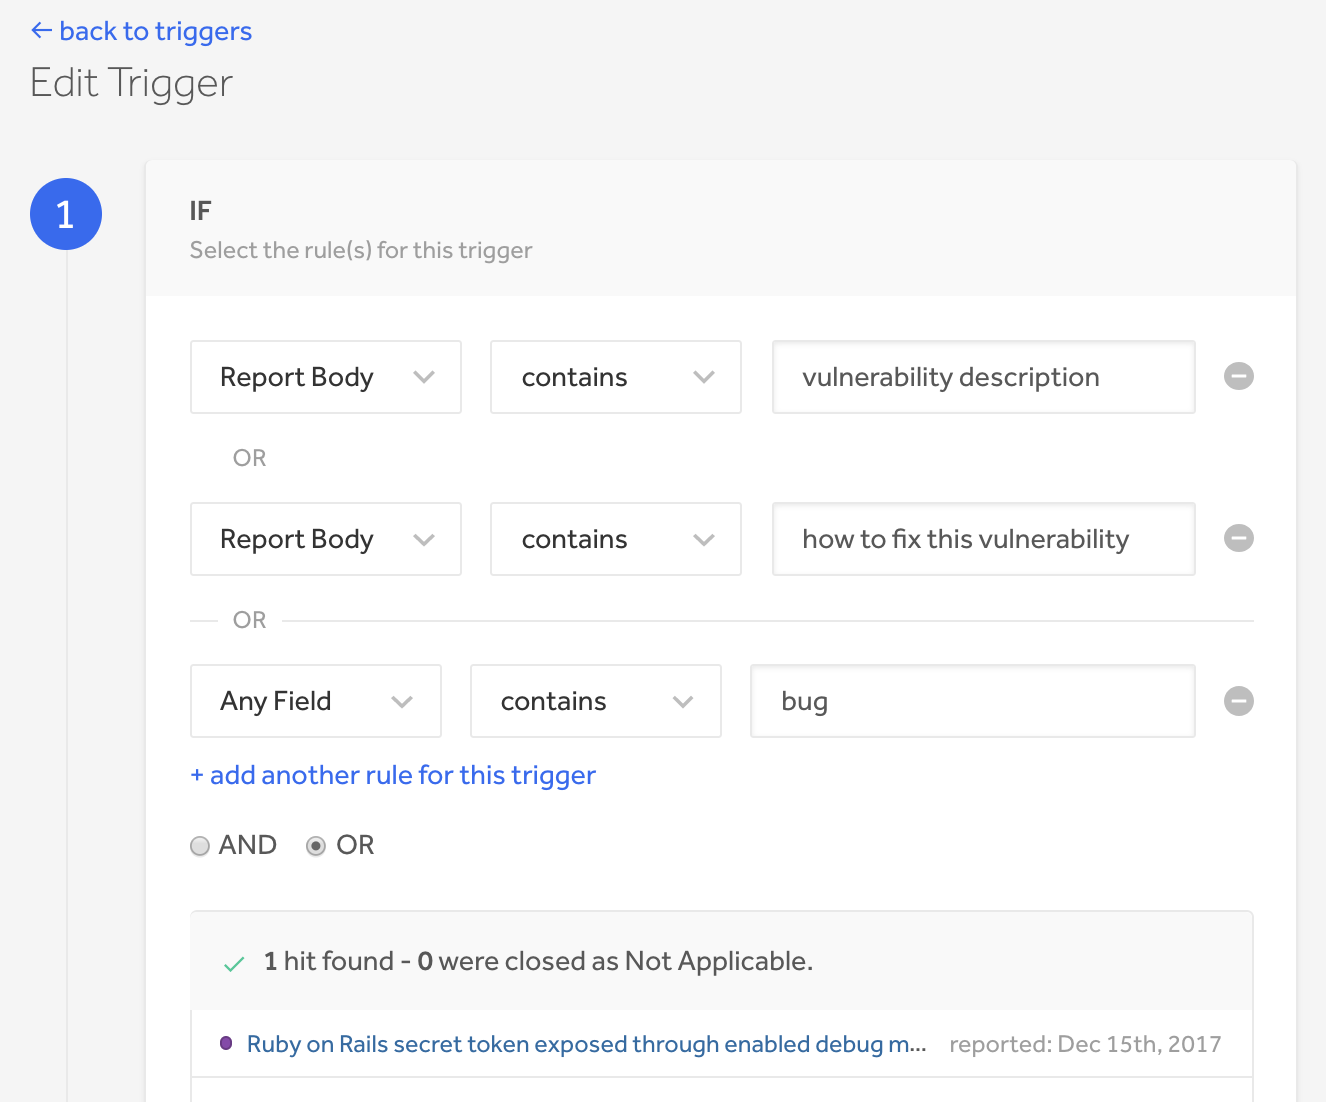 ← back to triggers
Edit Trigger
1
IF
Select the rule(s) for this trigger
Report Body contains vulnerability description
OR
Report Body contains how to fix this vulnerability
OR
Any Field contains bug
+ add another rule for this trigger
AND OR
1 hit found - 0 were closed as Not Applicable.
Ruby on Rails secret token exposed through enabled debug m... reported: Dec 15th, 2017